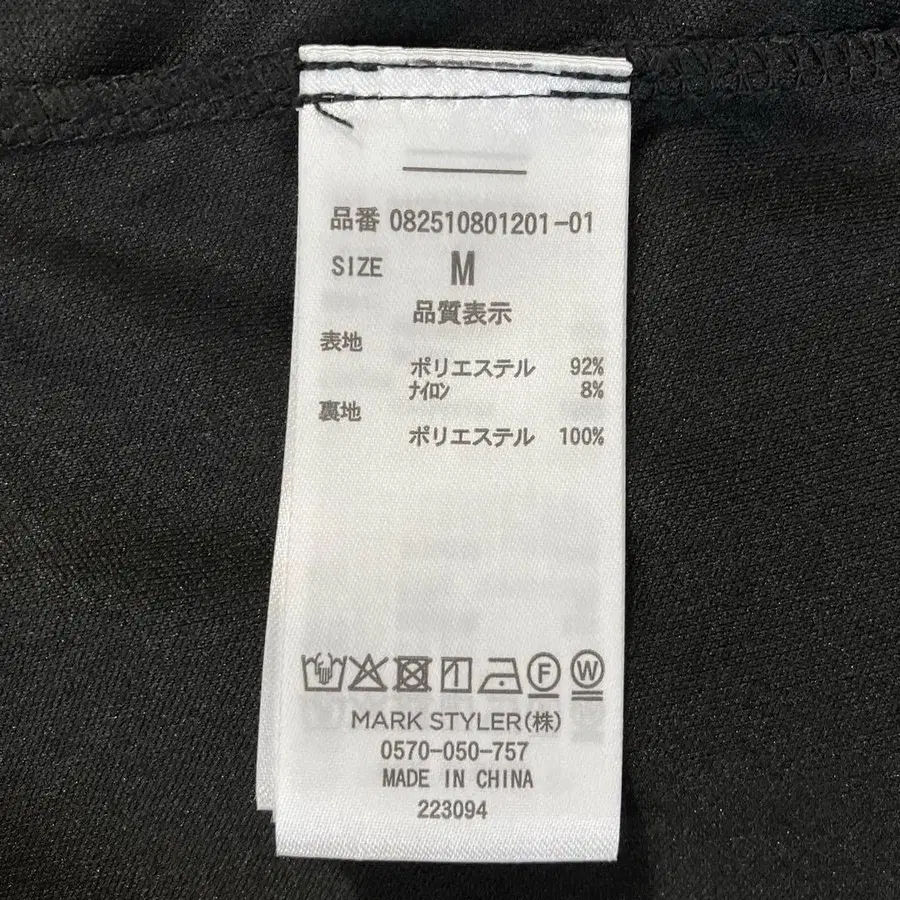 品番 082510801201-01
SIZE M
品質表示
表地
ポリエステル 92%
ﾅｲﾛﾝ 8%
裏地
ポリエステル 100%
F W
MARK STYLER(株)
0570-050-757
MADE IN CHINA
223094